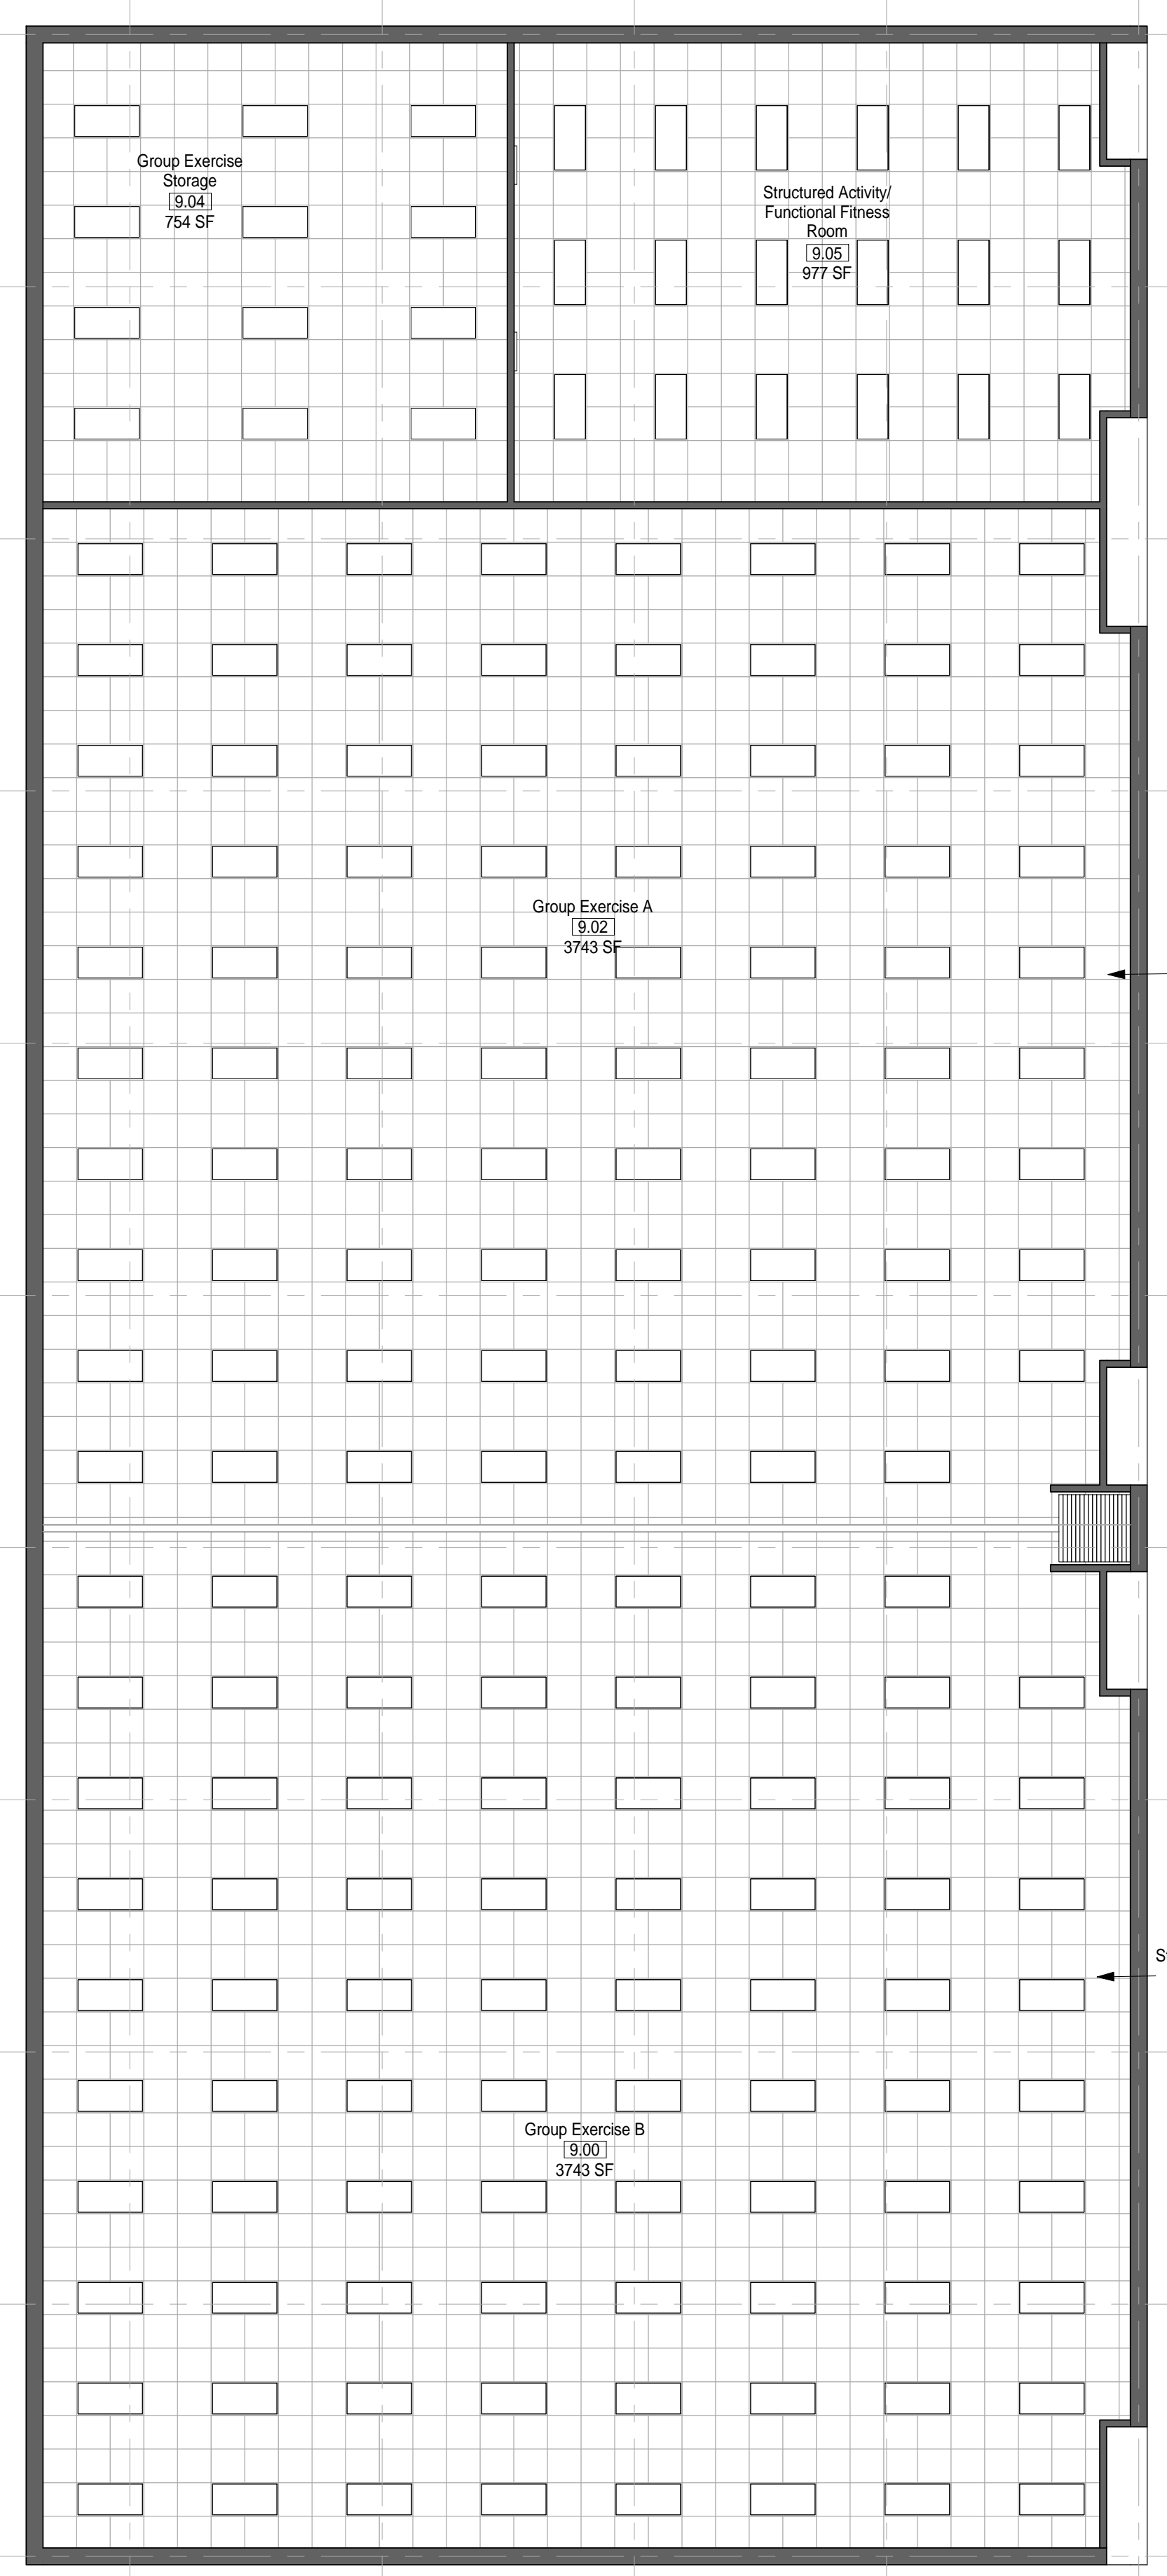 Group Exercise
Storage
9.04
754 SF
Structured Activity/
Functional Fitness
Room
9.05
977 SF
Group Exercise A
9.02
3743 SF
Group Exercise B
9.00
3743 SF